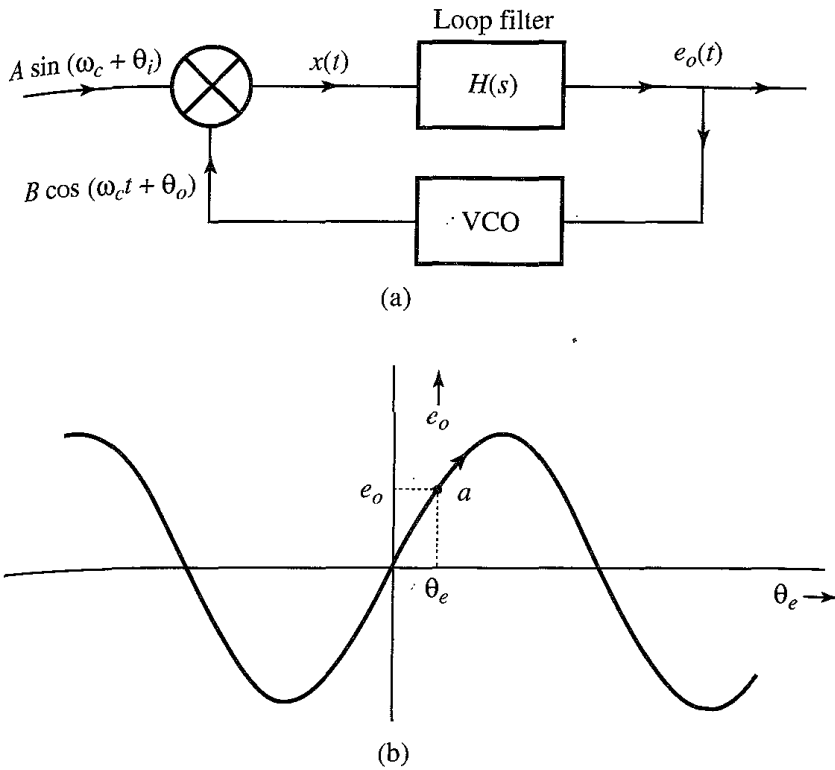 Loop filter
A sin (ω_c + θ_i)
x(t)
H(s)
e_o(t)
B cos (ω_c t + θ_o)
VCO
(a)
e_o
e_o
a
θ_e
θ_e
(b)